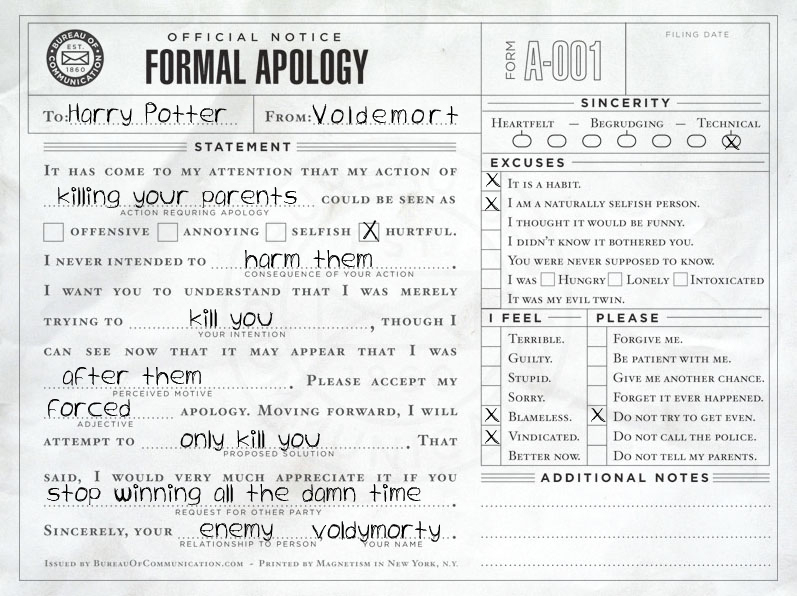 BUREAU OF COMMUNICATION
EST.
1860
OFFICIAL NOTICE
FORMAL APOLOGY
FORM A-001
FILING DATE
To: Harry Potter
From: Voldemort
STATEMENT
It has come to my attention that my action of
killing your parents could be seen as
ACTION REQURING APOLOGY
offensive annoying selfish X hurtful.
I never intended to harm them.
CONSEQUENCE OF YOUR ACTION
I want you to understand that I was merely
trying to kill you, though I
YOUR INTENTION
can see now that it may appear that I was
after them. Please accept my
PERCEIVED MOTIVE
forced apology. Moving forward, I will
ADJECTIVE
attempt to only kill you. That
PROPOSED SOLUTION
said, I would very much appreciate it if you
stop winning all the damn time.
REQUEST FOR OTHER PARTY
Sincerely, your enemy voldymorty.
RELATIONSHIP TO PERSON YOUR NAME
Issued by BureauOfCommunication.com - Printed by Magnetism in New York, N.Y.
SINCERITY
Heartfelt — Begrudging — Technical
X
EXCUSES
X It is a habit.
X I am a naturally selfish person.
I thought it would be funny.
I didn't know it bothered you.
You were never supposed to know.
I was Hungry Lonely Intoxicated
It was my evil twin.
I FEEL
Terrible.
Guilty.
Stupid.
Sorry.
X Blameless.
X Vindicated.
Better now.
PLEASE
Forgive me.
Be patient with me.
Give me another chance.
Forget it ever happened.
X Do not try to get even.
Do not call the police.
Do not tell my parents.
ADDITIONAL NOTES